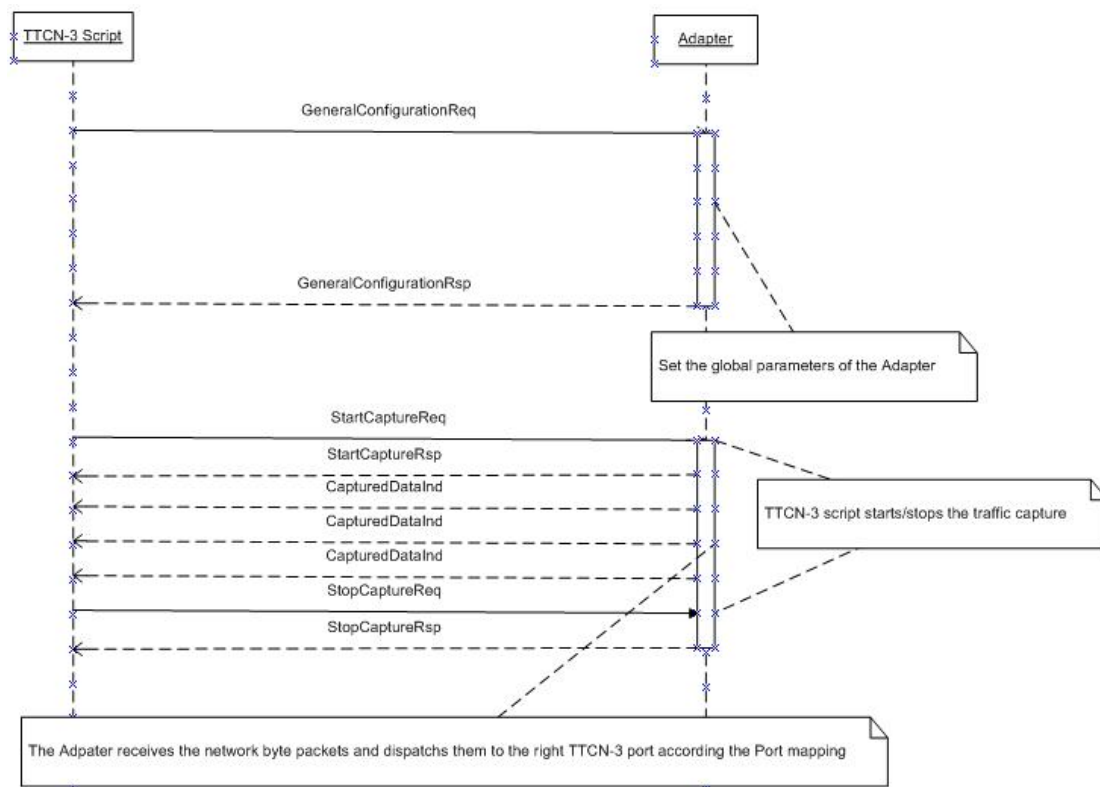 TTCN-3 Script
Adapter
GeneralConfigurationReq
GeneralConfigurationRsp
Set the global parameters of the Adapter
StartCaptureReq
StartCaptureRsp
CapturedDataInd
TTCN-3 script starts/stops the traffic capture
CapturedDataInd
CapturedDataInd
StopCaptureReq
StopCaptureRsp
The Adpater receives the network byte packets and dispatchs them to the right TTCN-3 port according the Port mapping